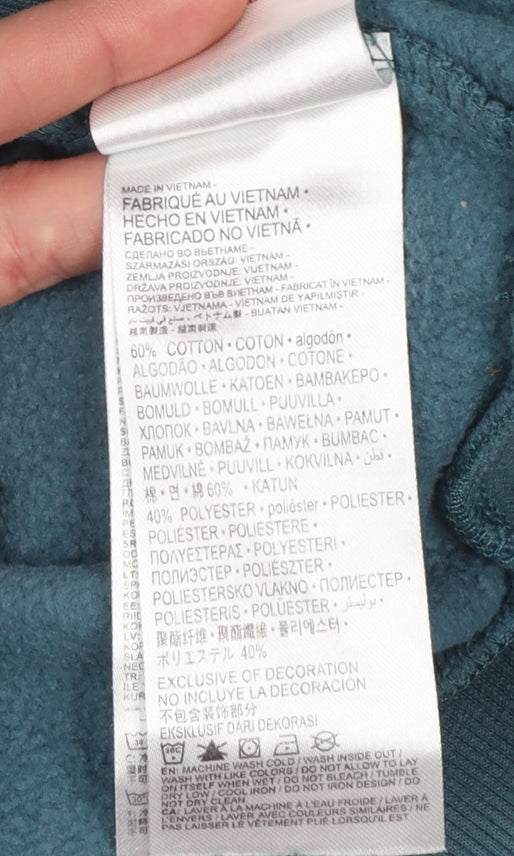 MADE IN VIETNAM -
FABRIQUÉ AU VIETNAM •
HECHO EN VIETNAM •
FABRICADO NO VIETNÃ •
СДЕЛАНО ВО ВЬЕТНАМЕ -
SZÁRMAZÁSI ORSZÁG: VIETNAM -
ZEMLJA PROIZVODNJE: VIJETNAM -
DRŽAVA PROIZVODNJE: VIETNAM -
ПРОИЗВЕДЕНО ВЪВ ВИЕТНАМ - FABRICAT ÎN VIETNAM -
RAŽOTS: VJETNAMA - VIETNAM DE YAPILMIŞTIR -
صنع في فيتنام - ベトナム製 - BUATAN VIETNAM -
越南製造 - 越南制造
60% COTTON • COTON • algodón •
ALGODÃO • ALGODON • COTONE •
BAUMWOLLE • KATOEN • ΒΑΜΒΑΚΕΡΟ •
BOMULD • BOMULL • PUUVILLA •
ХЛОПОК • BAVLNA • BAWEŁNA • PAMUT •
PAMUK • BOMBAŽ • ПАМУК • BUMBAC •
MEDVILNĖ • PUUVILL • KOKVILNA • قطن •
棉 • 면 • 綿 60% • KATUN
40% POLYESTER • poliéster • POLIESTER •
POLIÉSTER • POLIESTERE •
ΠΟΛΥΕΣΤΕΡΑΣ • POLYESTERI •
ПОЛИЭСТЕР • POLIÉSZTER •
POLIESTERSKO VLAKNO • ПОЛИЕСТЕР •
POLIESTERIS • POLÜESTER • بوليستر •
聚酯纤维 • 聚酯纖維 • 폴리에스터 •
ポリエステル 40%
EXCLUSIVE OF DECORATION
NO INCLUYE LA DECORACIÓN
不包含装饰部分
EKSKLUSIF DARI DEKORASI
30C
EN: MACHINE WASH COLD / WASH INSIDE OUT /
WASH WITH LIKE COLORS / DO NOT ALLOW TO LAY
ON ITSELF WHEN WET / DO NOT BLEACH / TUMBLE
DRY LOW / COOL IRON / DO NOT IRON DESIGN / DO
NOT DRY CLEAN
CA: LAVER À LA MACHINE À L'EAU FROIDE / LAVER À
L'ENVERS / LAVER AVEC COULEURS SIMILAIRES / NE
PAS LAISSER LE VÊTEMENT PLIÉ LORSQU'IL EST